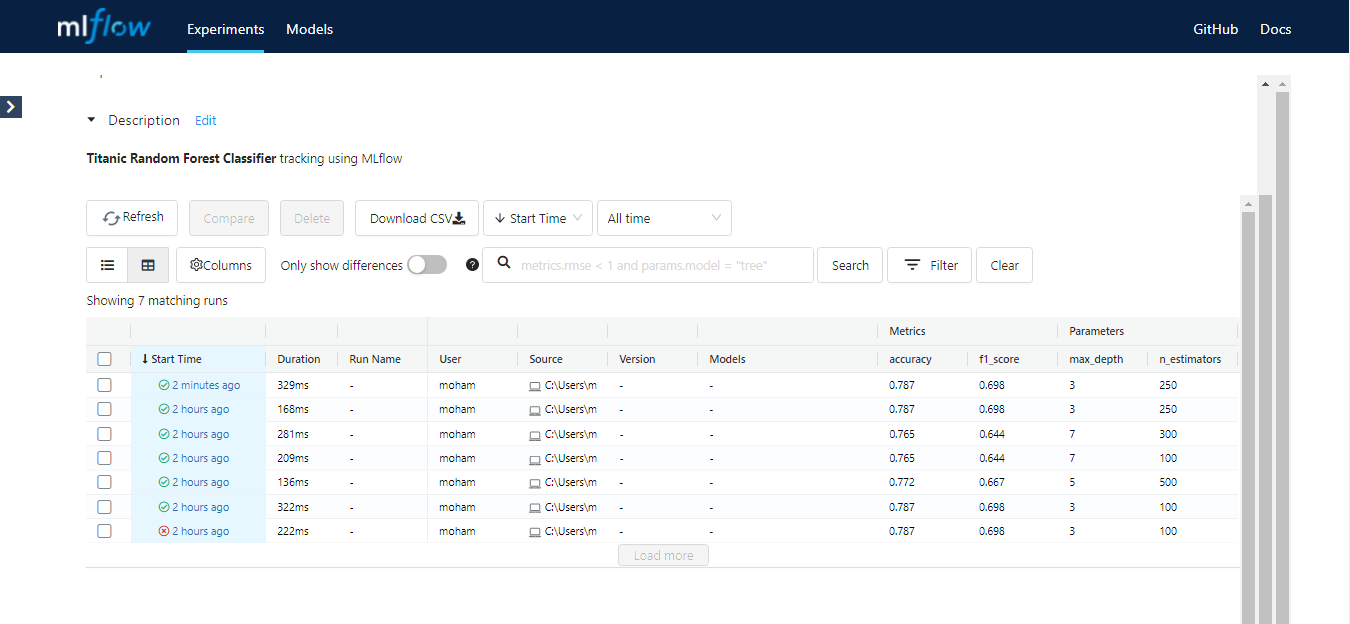 mlflow Experiments Models GitHub Docs
Description Edit
Titanic Random Forest Classifier tracking using MLflow
Refresh Compare Delete Download CSV Start Time All time
Columns Only show differences metrics.rmse < 1 and params.model = "tree" Search Filter Clear
Showing 7 matching runs
Metrics Parameters
Start Time Duration Run Name User Source Version Models accuracy f1_score max_depth n_estimators
2 minutes ago 329ms - moham C:\Users\m - - 0.787 0.698 3 250
2 hours ago 168ms - moham C:\Users\m - - 0.787 0.698 3 250
2 hours ago 281ms - moham C:\Users\m - - 0.765 0.644 7 300
2 hours ago 209ms - moham C:\Users\m - - 0.765 0.644 7 100
2 hours ago 136ms - moham C:\Users\m - - 0.772 0.667 5 500
2 hours ago 322ms - moham C:\Users\m - - 0.787 0.698 3 100
2 hours ago 222ms - moham C:\Users\m - - 0.787 0.698 3 100
Load more